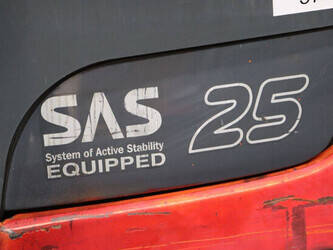 SAS 25
System of Active Stability
EQUIPPED